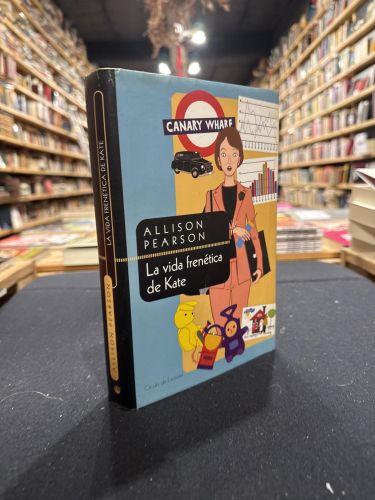 CANARY WHARF
ALLISON
PEARSON
La vida frenética
de Kate
Círculo de Lectores
LA VIDA FRENÉTICA DE KATE
ALLISON PEARSON